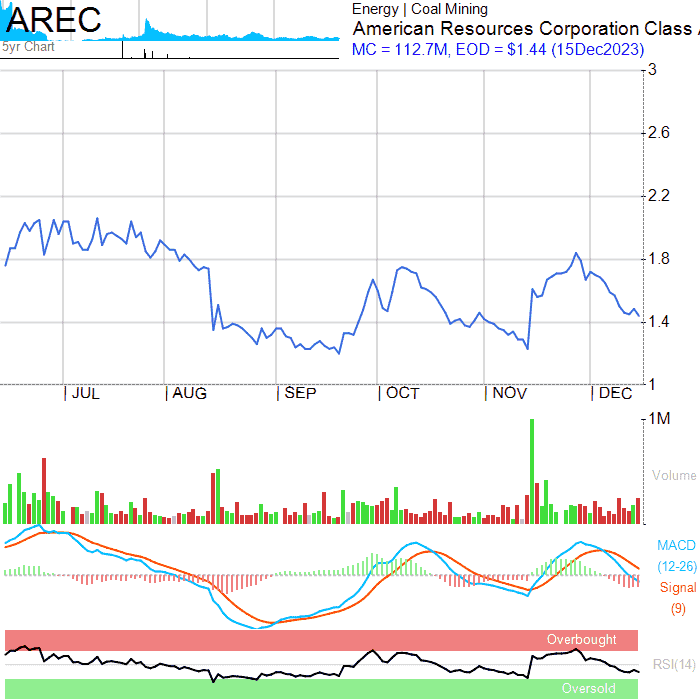 AREC
5yr Chart
Energy | Coal Mining
American Resources Corporation Class
MC = 112.7M, EOD = $1.44 (15Dec2023)
3
2.6
2.2
1.8
1.4
1
JUL AUG SEP OCT NOV DEC
1M
Volume
MACD
(12-26)
Signal
(9)
Overbought
RSI(14)
Oversold